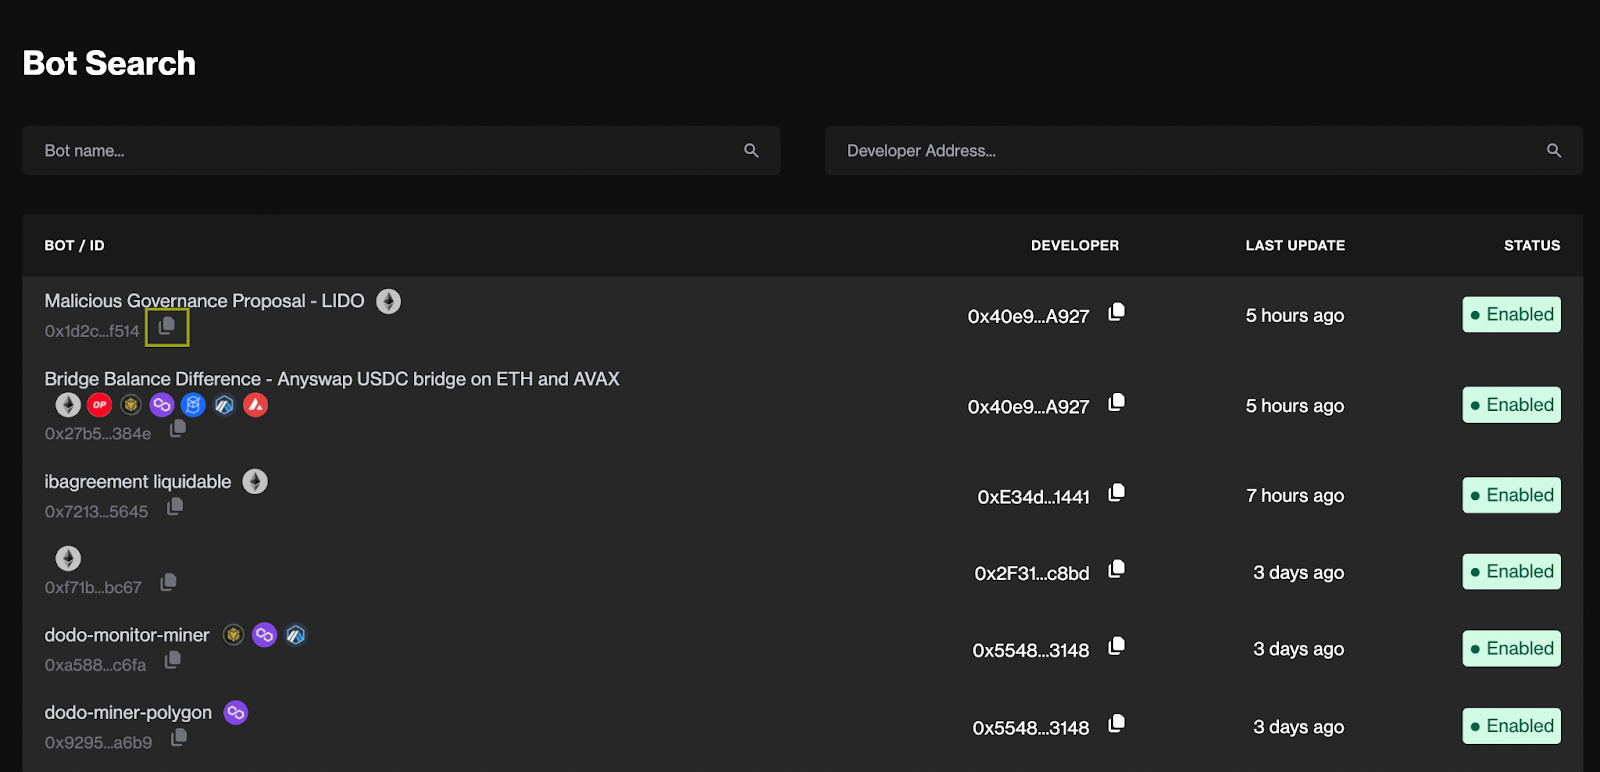 Bot Search
Bot name... Developer Address...
BOT / ID DEVELOPER LAST UPDATE STATUS
Malicious Governance Proposal - LIDO
0x1d2c...f514 0x40e9...A927 5 hours ago Enabled
Bridge Balance Difference - Anyswap USDC bridge on ETH and AVAX
OP
0x27b5...384e 0x40e9...A927 5 hours ago Enabled
ibagreement liquidable
0x7213...5645 0xE34d...1441 7 hours ago Enabled
0xf71b...bc67 0x2F31...c8bd 3 days ago Enabled
dodo-monitor-miner
0xa588...c6fa 0x5548...3148 3 days ago Enabled
dodo-miner-polygon
0x9295...a6b9 0x5548...3148 3 days ago Enabled